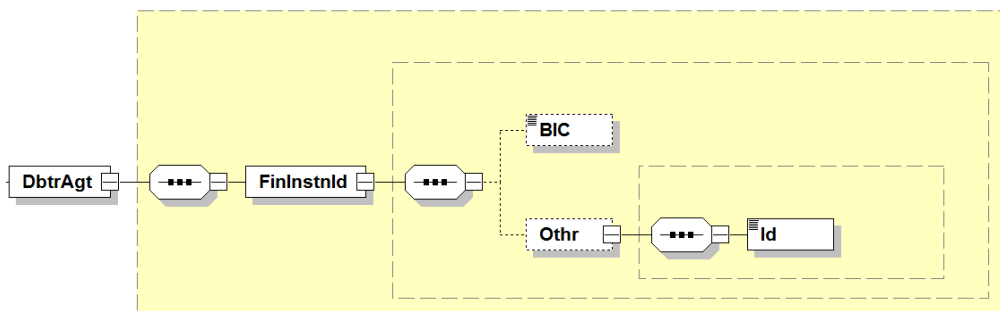 BIC
DbtrAgt
FinInstnId
Othr
Id